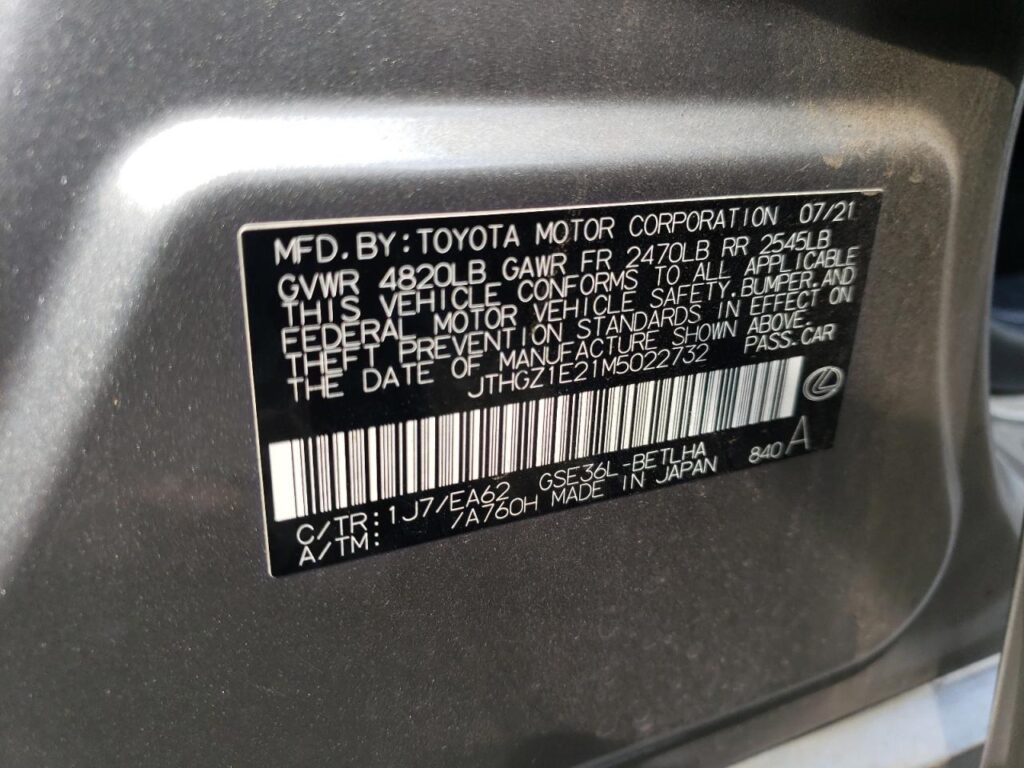 MFD. BY: TOYOTA MOTOR CORPORATION 07/21
GVWR 4820LB GAWR FR 2470LB RR 2545LB
THIS VEHICLE CONFORMS TO ALL APPLICABLE
FEDERAL MOTOR VEHICLE SAFETY, BUMPER, AND
THEFT PREVENTION STANDARDS IN EFFECT ON
THE DATE OF MANUFACTURE SHOWN ABOVE.
JTHGZ1E21M5022732 PASS. CAR
C/TR: 1J7/EA62 GSE36L-BETLHA 840 A
A/TM: /A760H MADE IN JAPAN